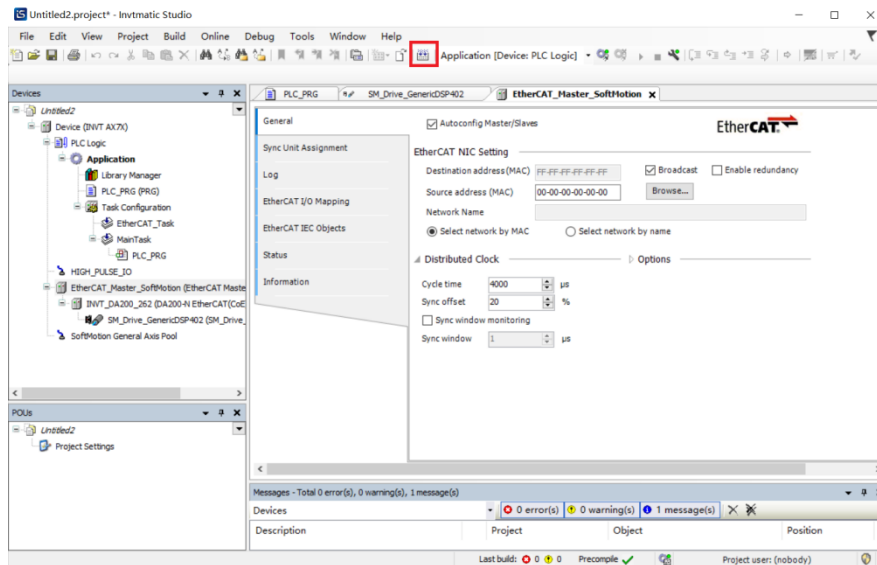 Untitled2.project* - Invtmatic Studio
File Edit View Project Build Online Debug Tools Window Help
Application [Device: PLC Logic]
Devices
Untitled2
Device (INVT AX7X)
PLC Logic
Application
Library Manager
PLC_PRG (PRG)
Task Configuration
EtherCAT_Task
MainTask
PLC_PRG
HIGH_PULSE_IO
EtherCAT_Master_SoftMotion (EtherCAT Maste
INVT_DA200_262 (DA200-N EtherCAT(CoE
SM_Drive_GenericDSP402 (SM_Drive_
SoftMotion General Axis Pool
POUs
Untitled2
Project Settings
PLC_PRG SM_Drive_GenericDSP402 EtherCAT_Master_SoftMotion
General
Sync Unit Assignment
Log
EtherCAT I/O Mapping
EtherCAT IEC Objects
Status
Information
Autoconfig Master/Slaves
EtherCAT
EtherCAT NIC Setting
Destination address (MAC) FF-FF-FF-FF-FF-FF Broadcast Enable redundancy
Source address (MAC) 00-00-00-00-00-00 Browse...
Network Name
Select network by MAC Select network by name
Distributed Clock Options
Cycle time 4000 µs
Sync offset 20 %
Sync window monitoring
Sync window 1 µs
Messages - Total 0 error(s), 0 warning(s), 1 message(s)
Devices 0 error(s) 0 warning(s) 1 message(s)
Description Project Object Position
Last build: 0 0 Precompile Project user: (nobody)